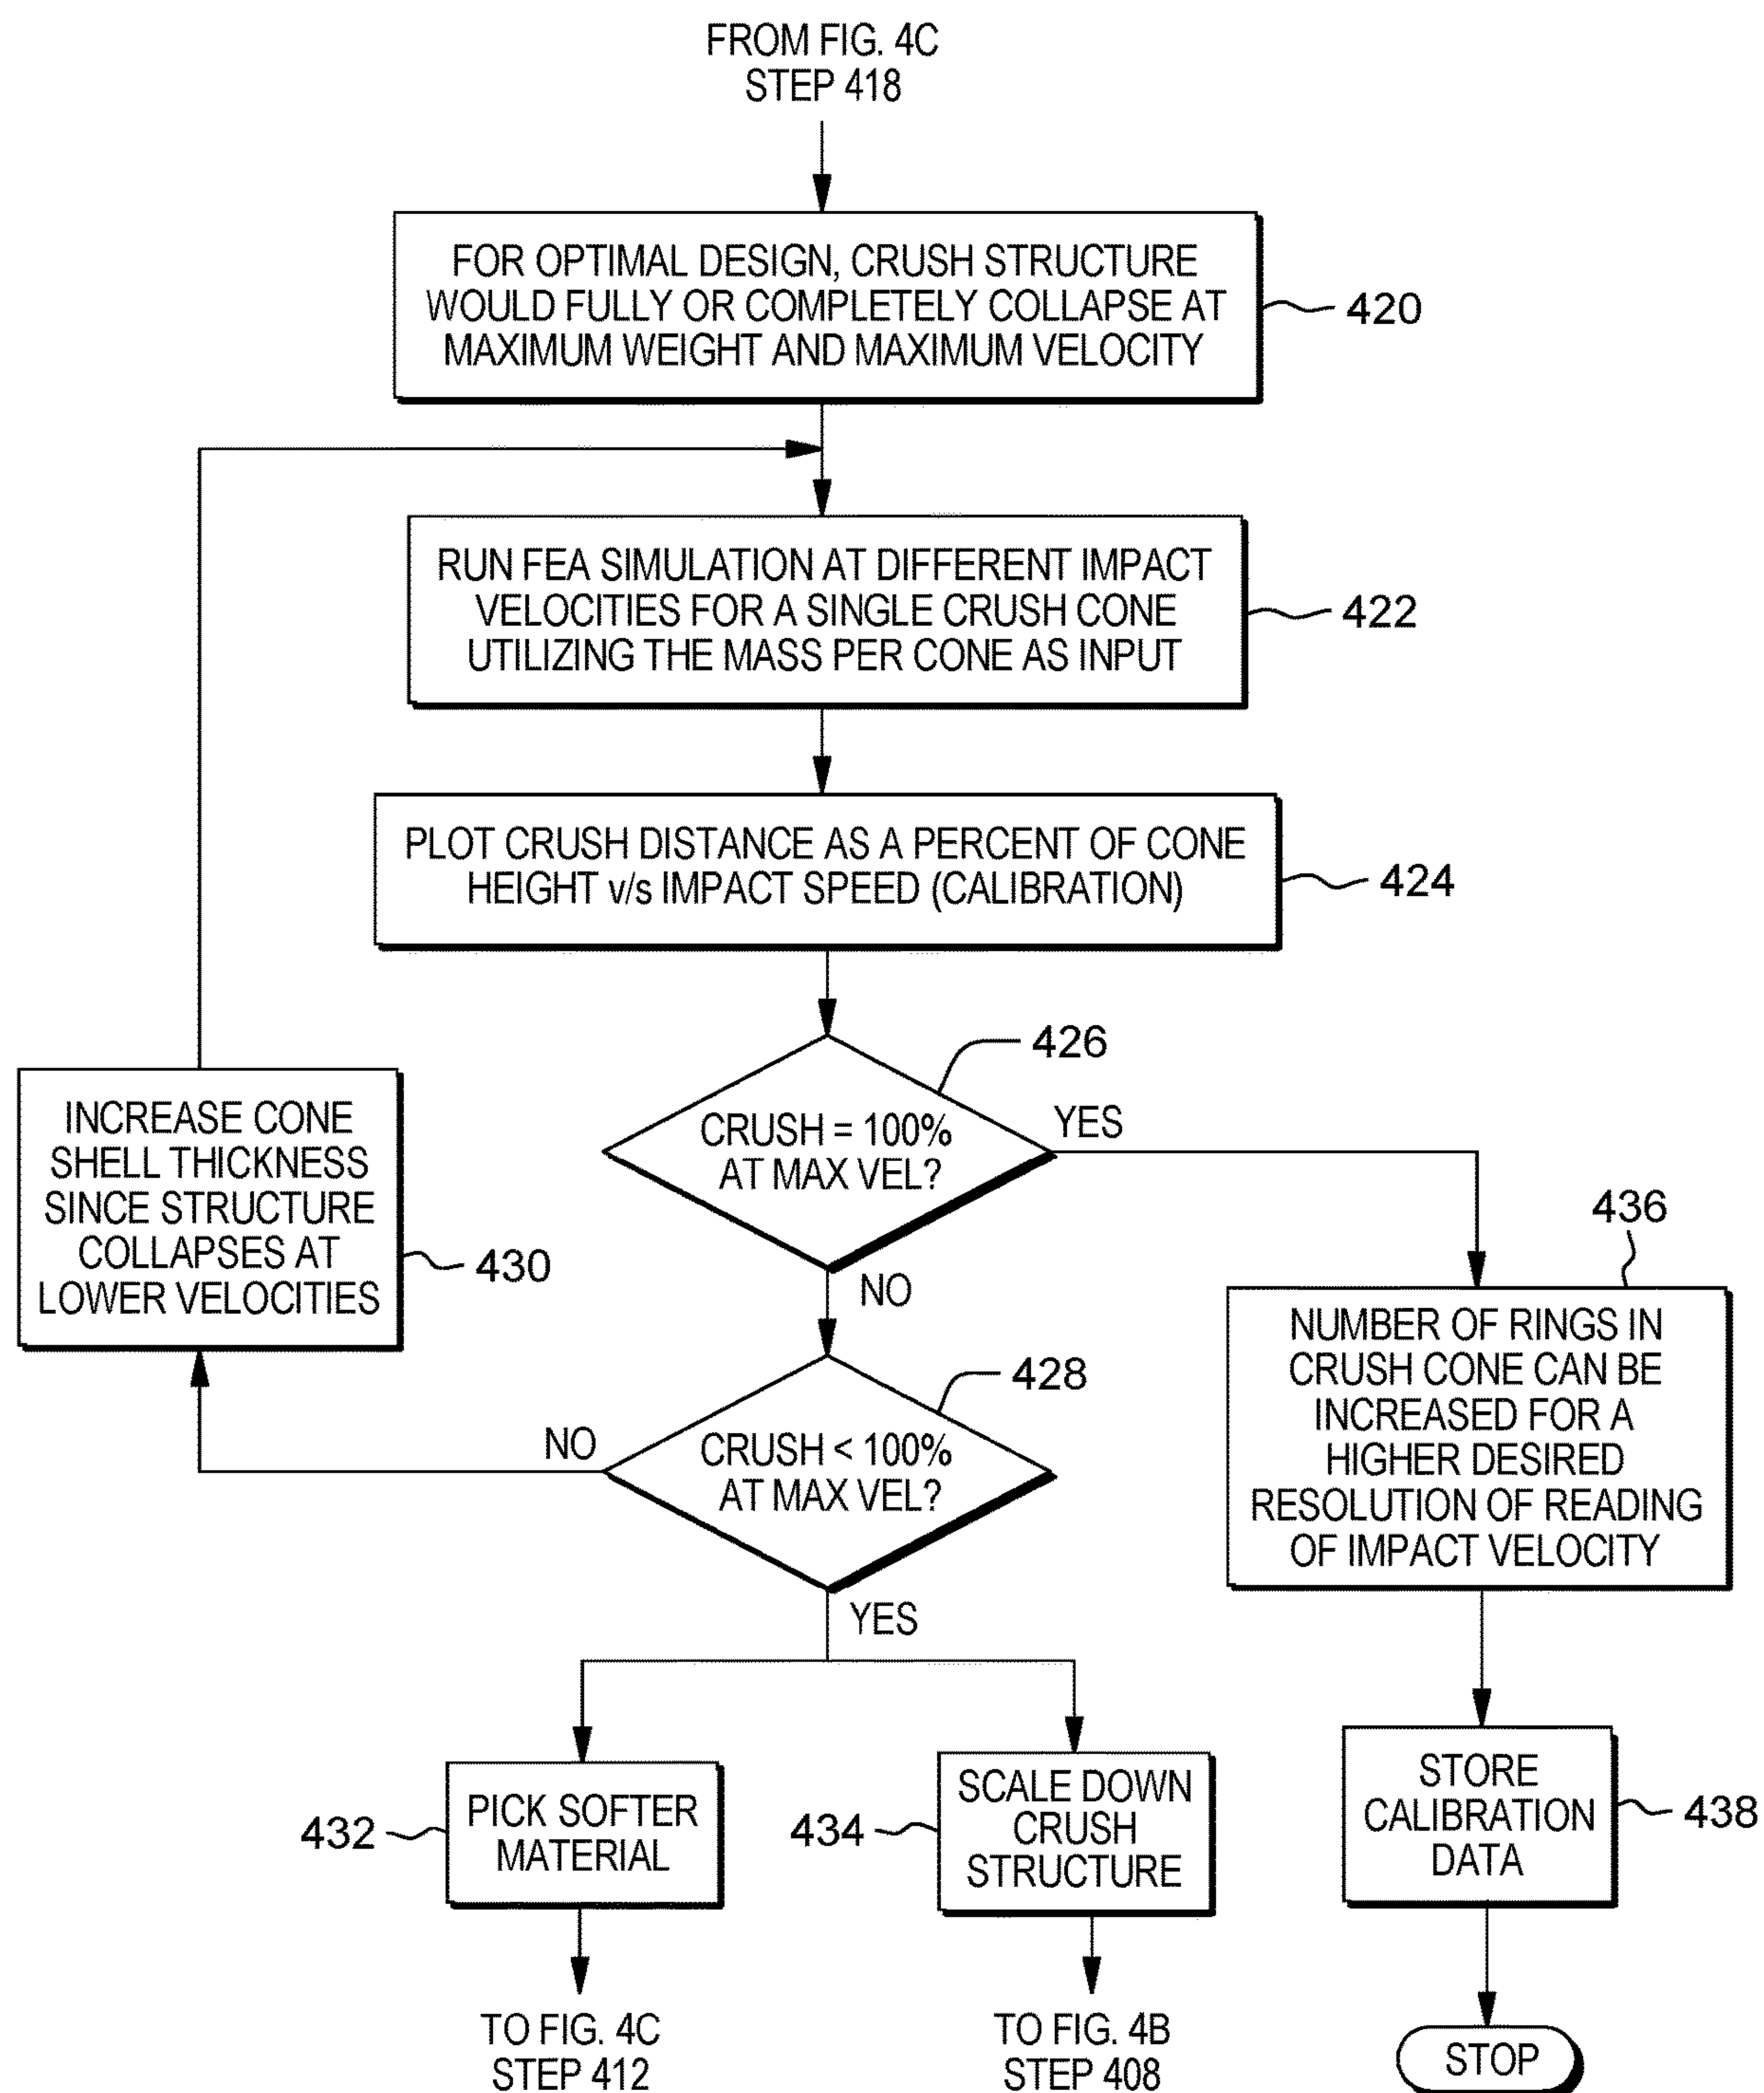 FROM FIG. 4C
STEP 418
FOR OPTIMAL DESIGN, CRUSH STRUCTURE
WOULD FULLY OR COMPLETELY COLLAPSE AT
MAXIMUM WEIGHT AND MAXIMUM VELOCITY
420
RUN FEA SIMULATION AT DIFFERENT IMPACT
VELOCITIES FOR A SINGLE CRUSH CONE
UTILIZING THE MASS PER CONE AS INPUT
422
PLOT CRUSH DISTANCE AS A PERCENT OF CONE
HEIGHT v/s IMPACT SPEED (CALIBRATION)
424
426
CRUSH = 100%
AT MAX VEL?
YES
NO
INCREASE CONE
SHELL THICKNESS
SINCE STRUCTURE
COLLAPSES AT
LOWER VELOCITIES
430
428
CRUSH < 100%
AT MAX VEL?
NO
YES
436
NUMBER OF RINGS IN
CRUSH CONE CAN BE
INCREASED FOR A
HIGHER DESIRED
RESOLUTION OF READING
OF IMPACT VELOCITY
432
PICK SOFTER
MATERIAL
434
SCALE DOWN
CRUSH
STRUCTURE
STORE
CALIBRATION
DATA
438
TO FIG. 4C
STEP 412
TO FIG. 4B
STEP 408
STOP